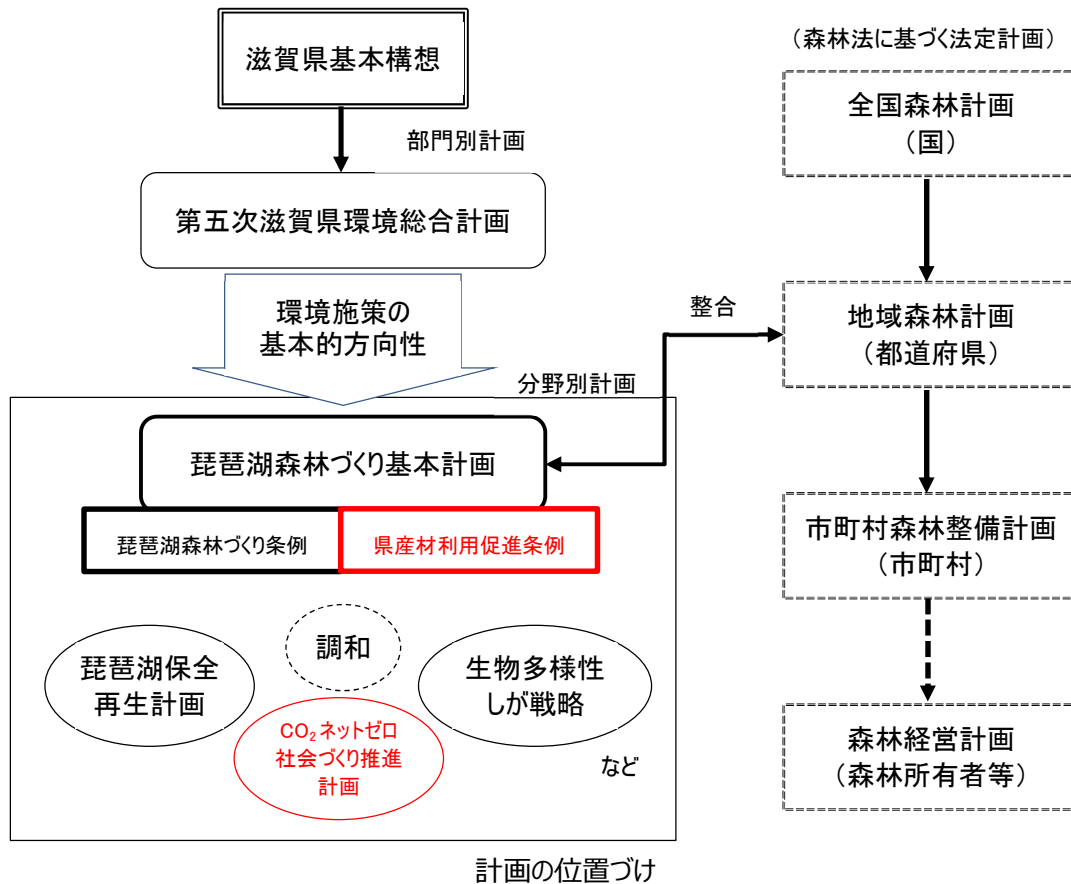 滋賀県基本構想
部門別計画
第五次滋賀県環境総合計画
環境施策の
基本的方向性
分野別計画
琵琶湖森林づくり基本計画
琵琶湖森林づくり条例
県産材利用促進条例
調和
琵琶湖保全
再生計画
生物多様性
しが戦略
CO₂ネットゼロ
社会づくり推進
計画
など
整合
（森林法に基づく法定計画）
全国森林計画
（国）
地域森林計画
（都道府県）
市町村森林整備計画
（市町村）
森林経営計画
（森林所有者等）
計画の位置づけ